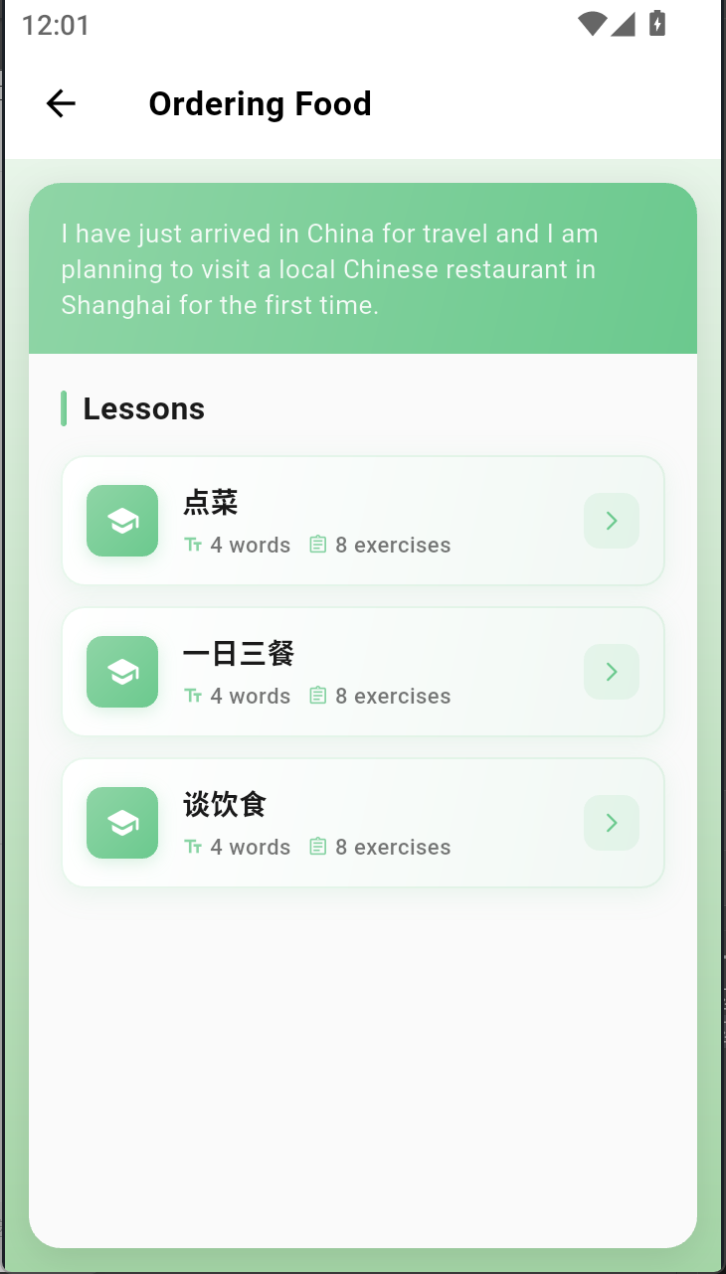 12:01
Ordering Food
I have just arrived in China for travel and I am
planning to visit a local Chinese restaurant in
Shanghai for the first time.
Lessons
点菜
4 words 8 exercises
一日三餐
4 words 8 exercises
谈饮食
4 words 8 exercises